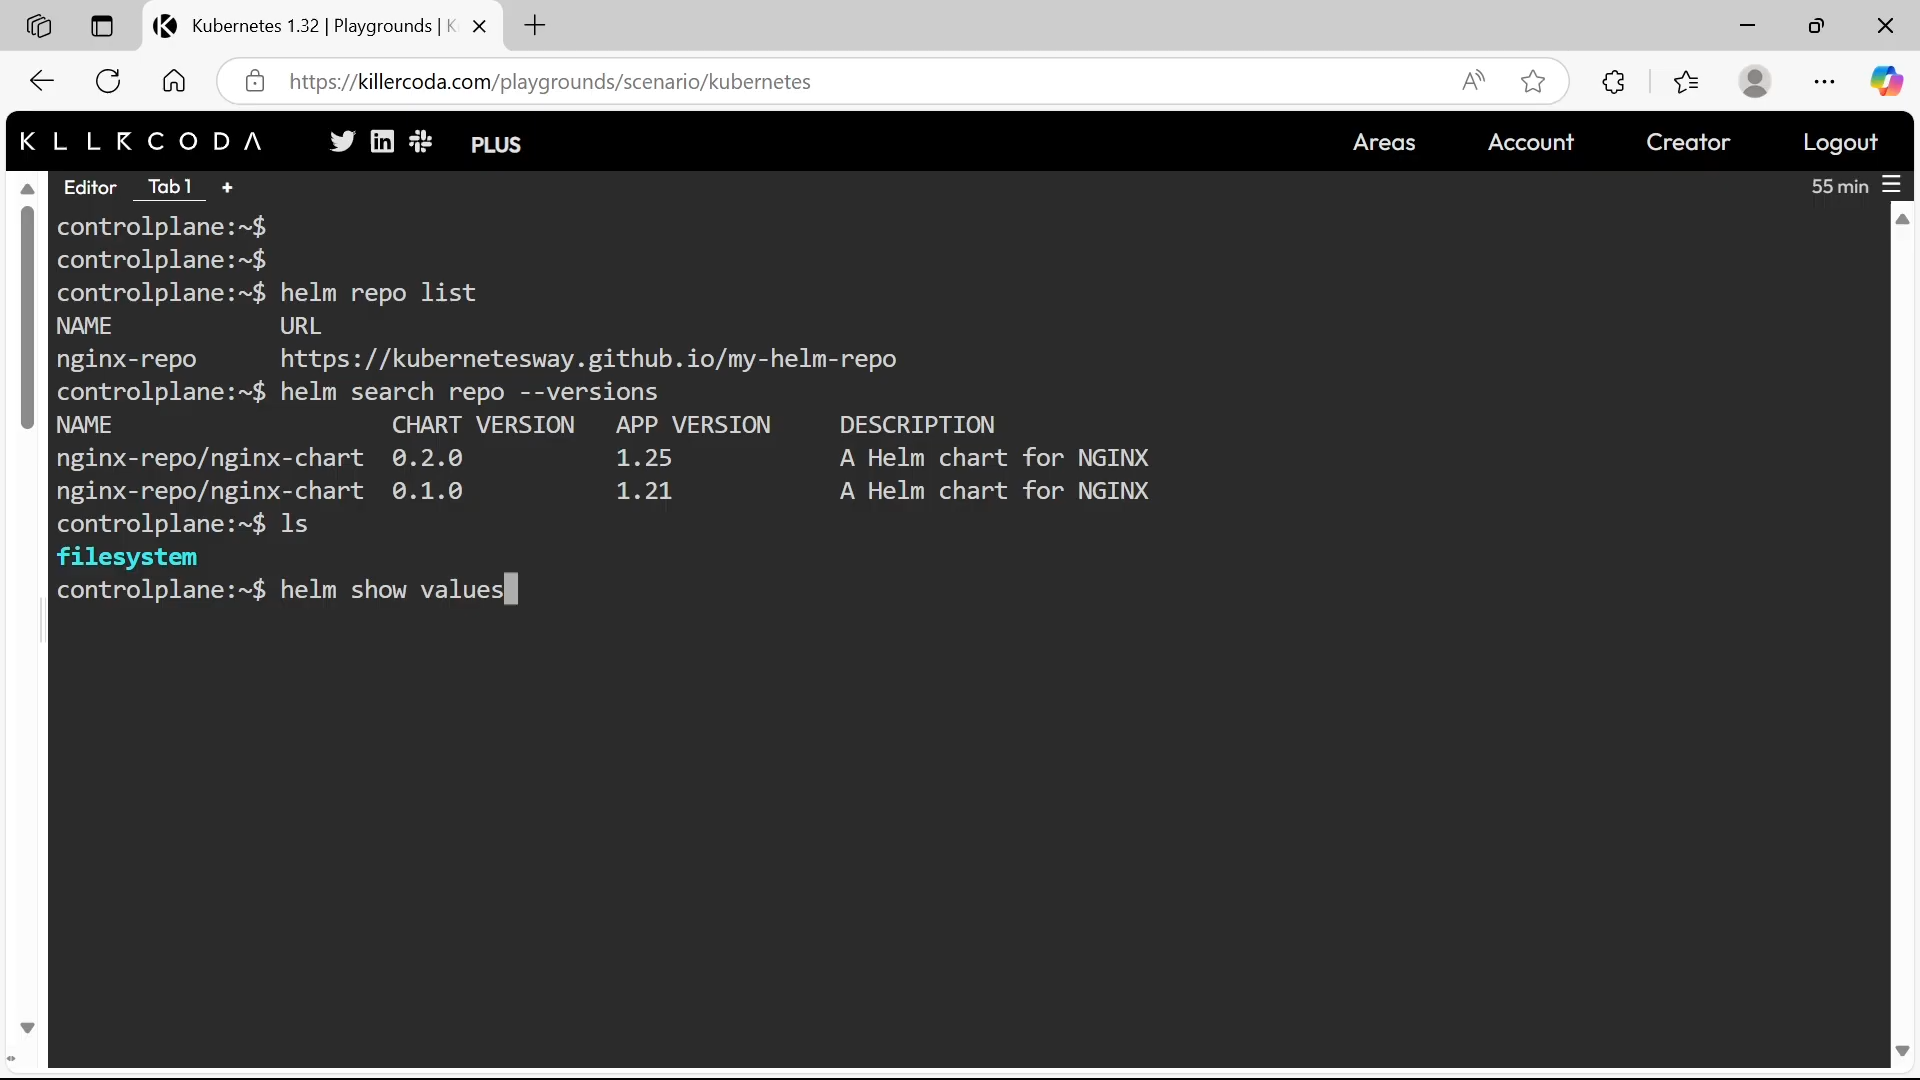 Kubernetes 1.32 | Playgrounds | K
https://killercoda.com/playgrounds/scenario/kubernetes
KLLRCODA
PLUS
Areas
Account
Creator
Logout
Editor
Tab 1
+
55 min
controlplane:~$
controlplane:~$
controlplane:~$ helm repo list
NAME URL
nginx-repo https://kubernetesway.github.io/my-helm-repo
controlplane:~$ helm search repo --versions
NAME CHART VERSION APP VERSION DESCRIPTION
nginx-repo/nginx-chart 0.2.0 1.25 A Helm chart for NGINX
nginx-repo/nginx-chart 0.1.0 1.21 A Helm chart for NGINX
controlplane:~$ ls
filesystem
controlplane:~$ helm show values